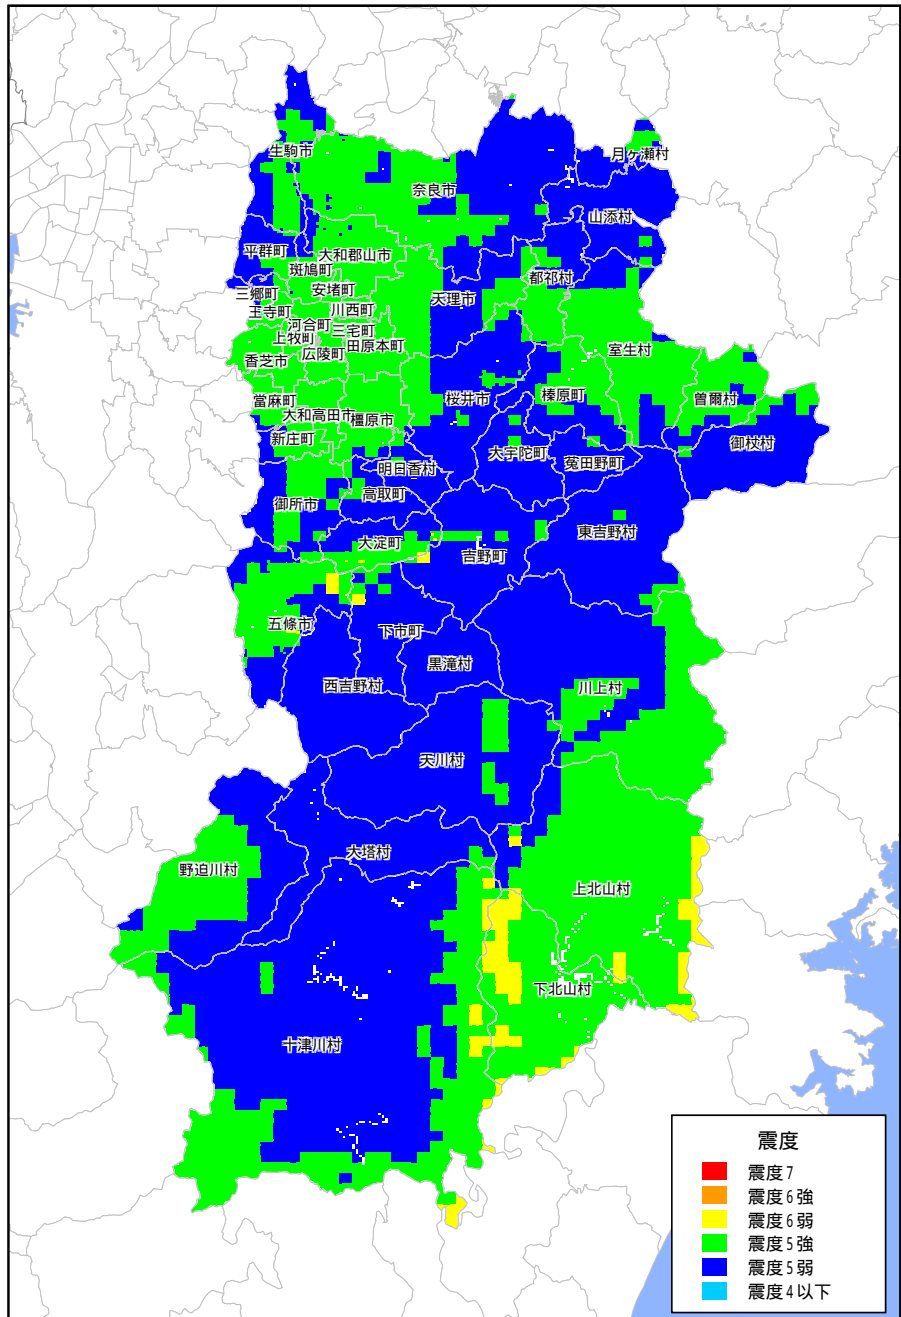 生駒市
月ヶ瀬村
奈良市
山添村
平群町
大和郡山市
斑鳩町
都祁村
安堵町
三郷町
天理市
王寺町
川西町
河合町
三宅町
上牧町
田原本町
広陵町
室生村
香芝市
當麻町
桜井市
榛原町
曽爾村
大和高田市
橿原市
新庄町
御杖村
大宇陀町
明日香村
菟田野町
高取町
御所市
東吉野村
大淀町
吉野町
五條市
下市町
黒滝村
西吉野村
川上村
天川村
大塔村
野迫川村
上北山村
下北山村
十津川村
震度
震度7
震度6強
震度6弱
震度5強
震度5弱
震度4以下